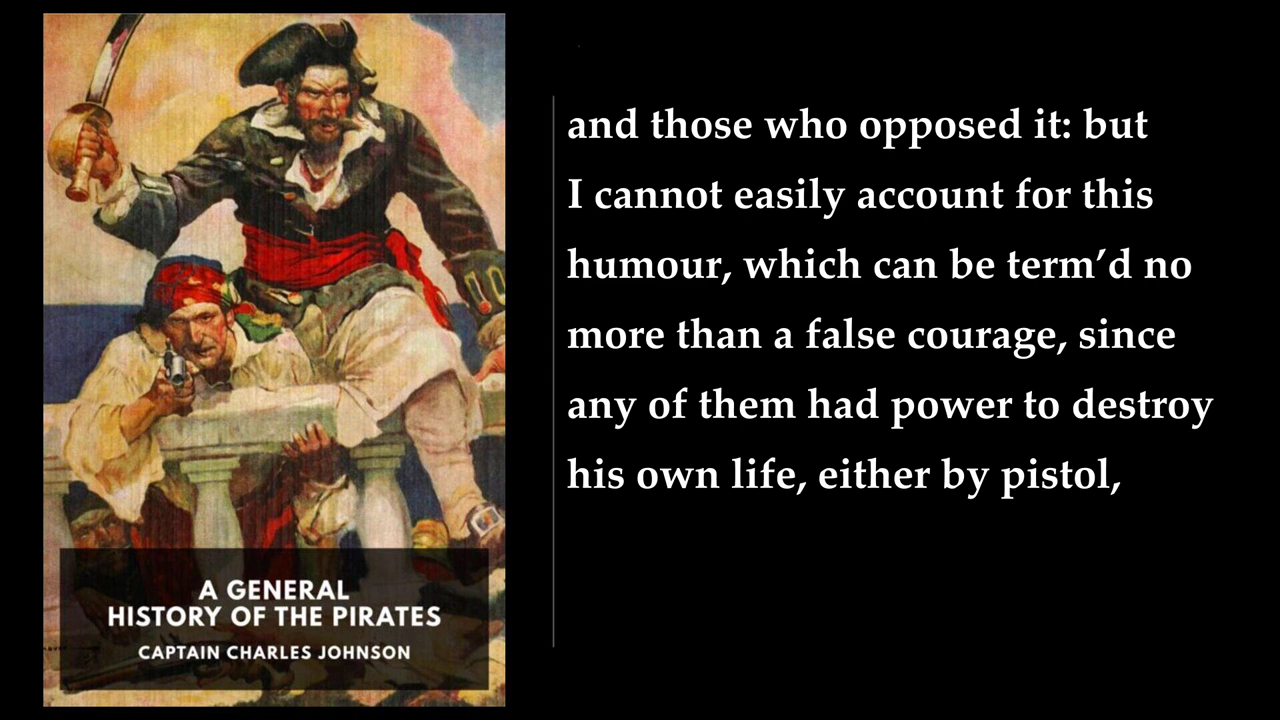 A GENERAL
HISTORY OF THE PIRATES
CAPTAIN CHARLES JOHNSON
and those who opposed it: but
I cannot easily account for this
humour, which can be term’d no
more than a false courage, since
any of them had power to destroy
his own life, either by pistol,